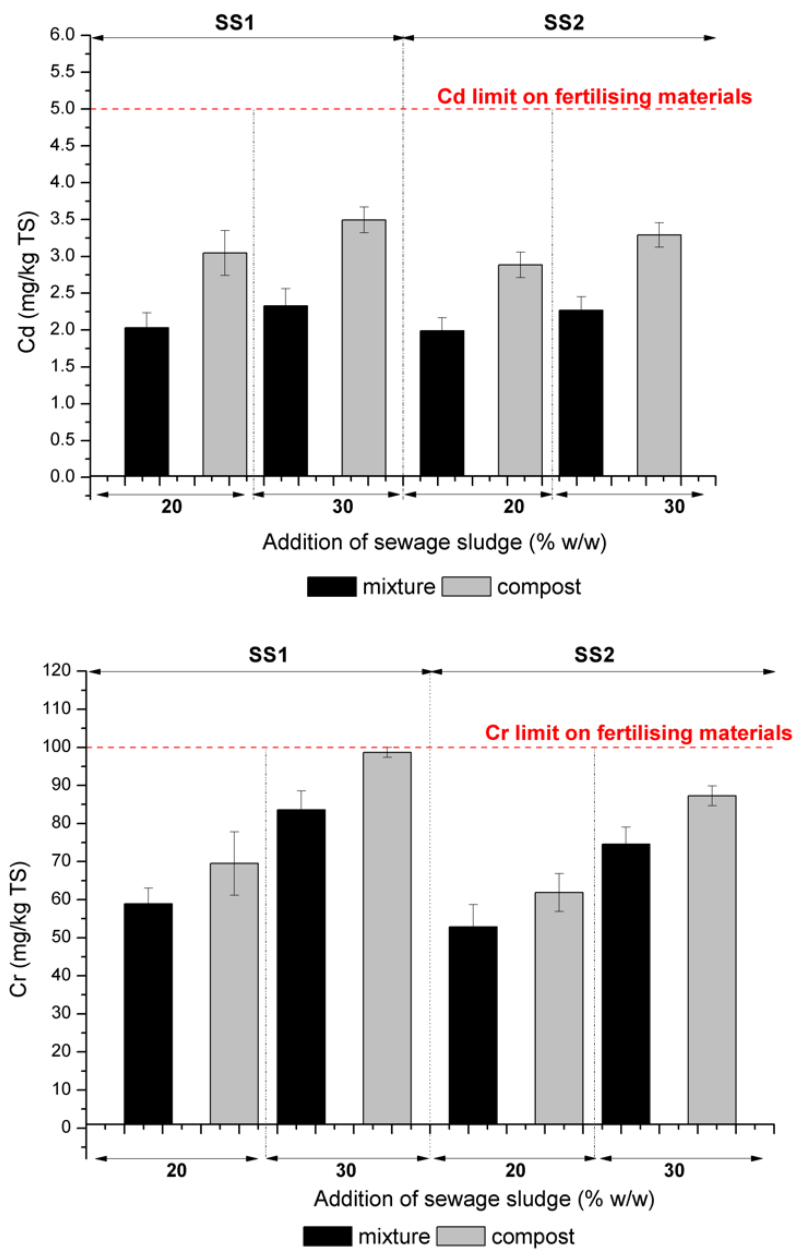 SS1 SS2
6.0
5.5
5.0
4.5
4.0
3.5
3.0
2.5
2.0
1.5
1.0
0.5
0.0
Cd (mg/kg TS)
Cd limit on fertilising materials
20 30 20 30
Addition of sewage sludge (% w/w)
mixture compost
SS1 SS2
120
110
100
90
80
70
60
50
40
30
20
10
0
Cr (mg/kg TS)
Cr limit on fertilising materials
20 30 20 30
Addition of sewage sludge (% w/w)
mixture compost